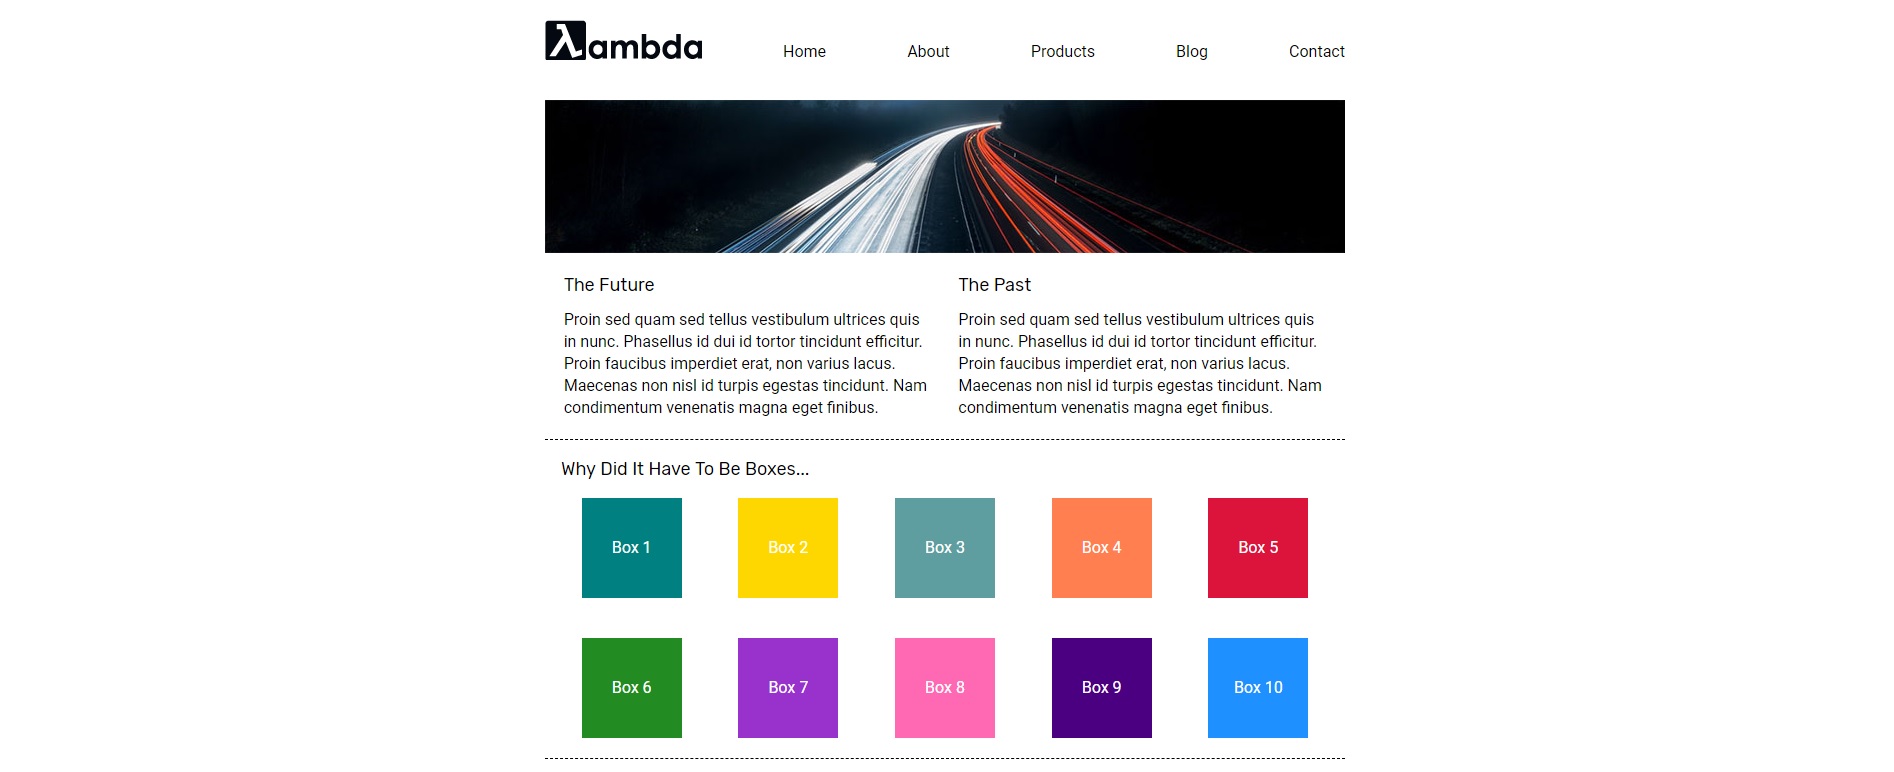 λambda
Home About Products Blog Contact
The Future
Proin sed quam sed tellus vestibulum ultrices quis
in nunc. Phasellus id dui id tortor tincidunt efficitur.
Proin faucibus imperdiet erat, non varius lacus.
Maecenas non nisl id turpis egestas tincidunt. Nam
condimentum venenatis magna eget finibus.
The Past
Proin sed quam sed tellus vestibulum ultrices quis
in nunc. Phasellus id dui id tortor tincidunt efficitur.
Proin faucibus imperdiet erat, non varius lacus.
Maecenas non nisl id turpis egestas tincidunt. Nam
condimentum venenatis magna eget finibus.
Why Did It Have To Be Boxes...
Box 1 Box 2 Box 3 Box 4 Box 5
Box 6 Box 7 Box 8 Box 9 Box 10